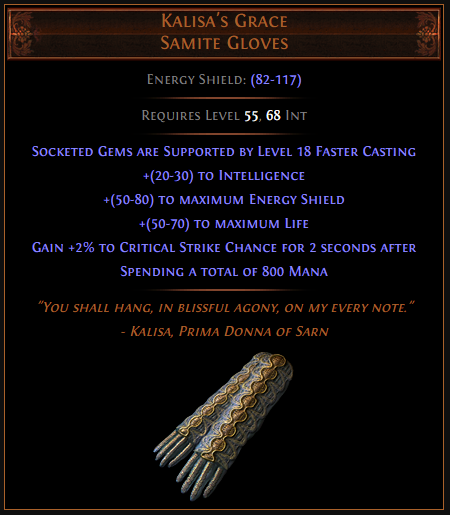 Kalisa's Grace
Samite Gloves
Energy Shield: (82-117)
Requires Level 55, 68 Int
Socketed Gems are Supported by Level 18 Faster Casting
+(20-30) to Intelligence
+(50-80) to maximum Energy Shield
+(50-70) to maximum Life
Gain +2% to Critical Strike Chance for 2 seconds after
Spending a total of 800 Mana
"You shall hang, in blissful agony, on my every note."
- Kalisa, Prima Donna of Sarn